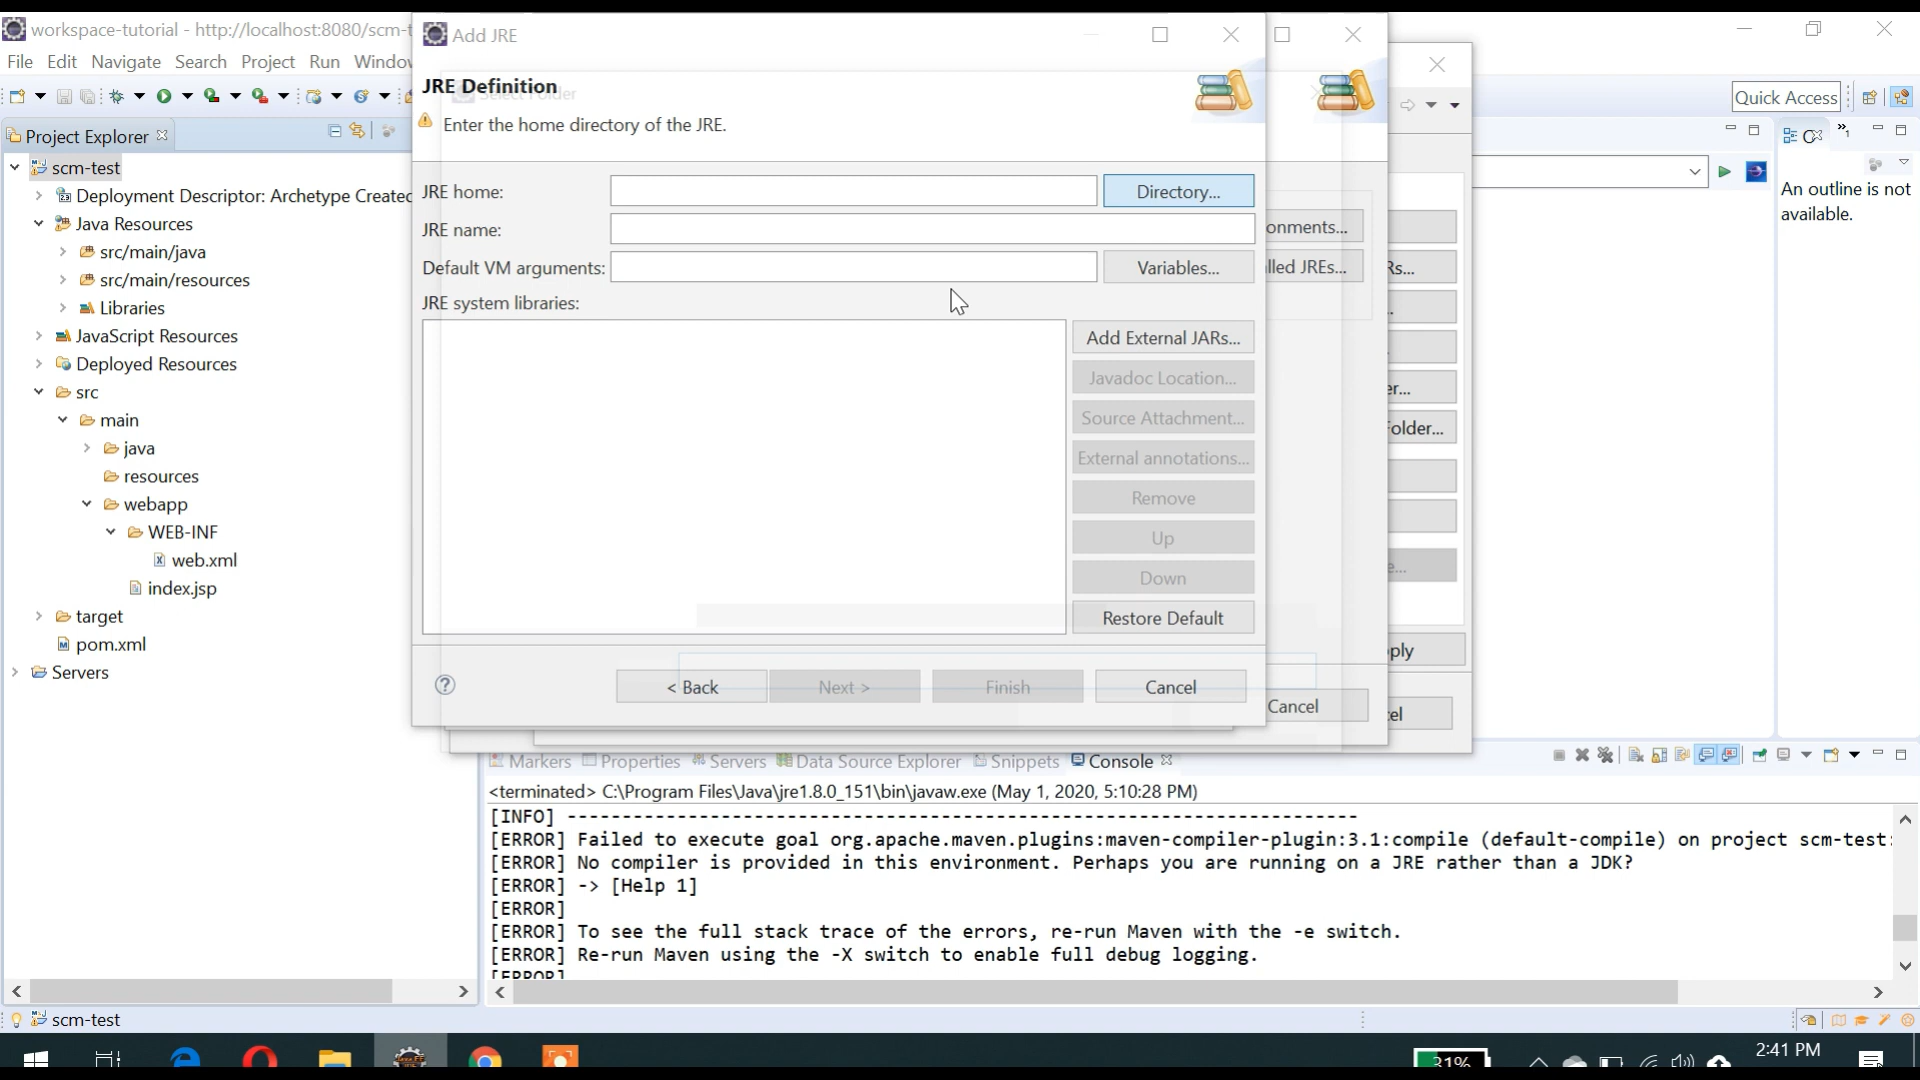 workspace-tutorial - http://localhost:8080/scm-t
Add JRE
File Edit Navigate Search Project Run Window
JRE Definition
Select Folder
Enter the home directory of the JRE.
Quick Access
Project Explorer
scm-test
JRE home:
Directory...
Deployment Descriptor: Archetype Created
An outline is not
available.
Java Resources
JRE name:
onments...
src/main/java
Default VM arguments:
Variables...
lled JREs...
Rs...
src/main/resources
JRE system libraries:
Libraries
Add External JARs...
JavaScript Resources
Deployed Resources
Javadoc Location...
er...
src
Source Attachment...
Folder...
main
java
External annotations...
resources
Remove
webapp
WEB-INF
Up
web.xml
Down
e...
index.jsp
target
Restore Default
pom.xml
ply
Servers
< Back
Next >
Finish
Cancel
Cancel
cel
Markers Properties Servers Data Source Explorer Snippets Console
<terminated> C:\Program Files\Java\jre1.8.0_151\bin\javaw.exe (May 1, 2020, 5:10:28 PM)
[INFO] ------------------------------------------------------------------------
[ERROR] Failed to execute goal org.apache.maven.plugins:maven-compiler-plugin:3.1:compile (default-compile) on project scm-test:
[ERROR] No compiler is provided in this environment. Perhaps you are running on a JRE rather than a JDK?
[ERROR] -> [Help 1]
[ERROR]
[ERROR] To see the full stack trace of the errors, re-run Maven with the -e switch.
[ERROR] Re-run Maven using the -X switch to enable full debug logging.
[ERROR]
scm-test
31%
2:41 PM